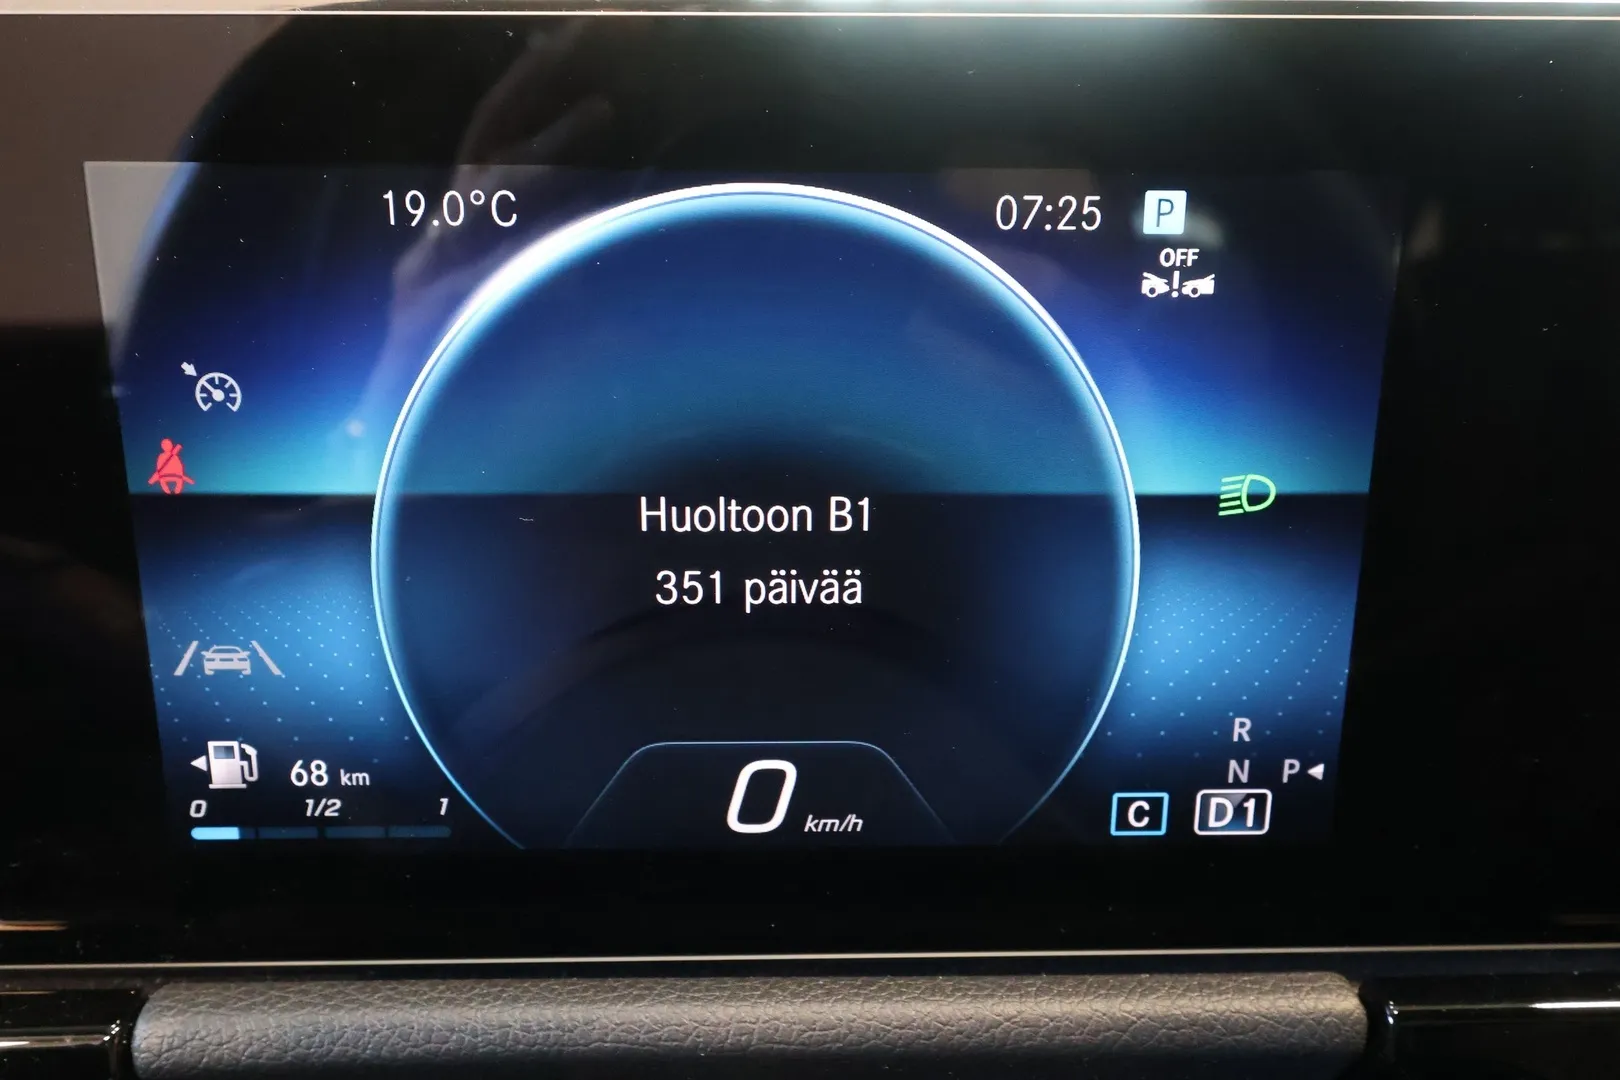 19.0°C
07:25 P
OFF
Huoltoon B1
351 päivää
68 km
0 1/2 1
0 km/h
R
N P
C D1